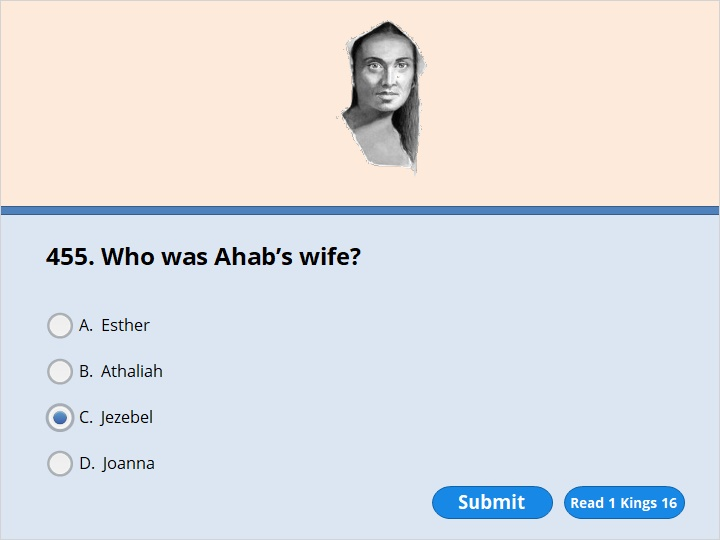 455. Who was Ahab’s wife?
A. Esther
B. Athaliah
C. Jezebel
D. Joanna
Submit
Read 1 Kings 16